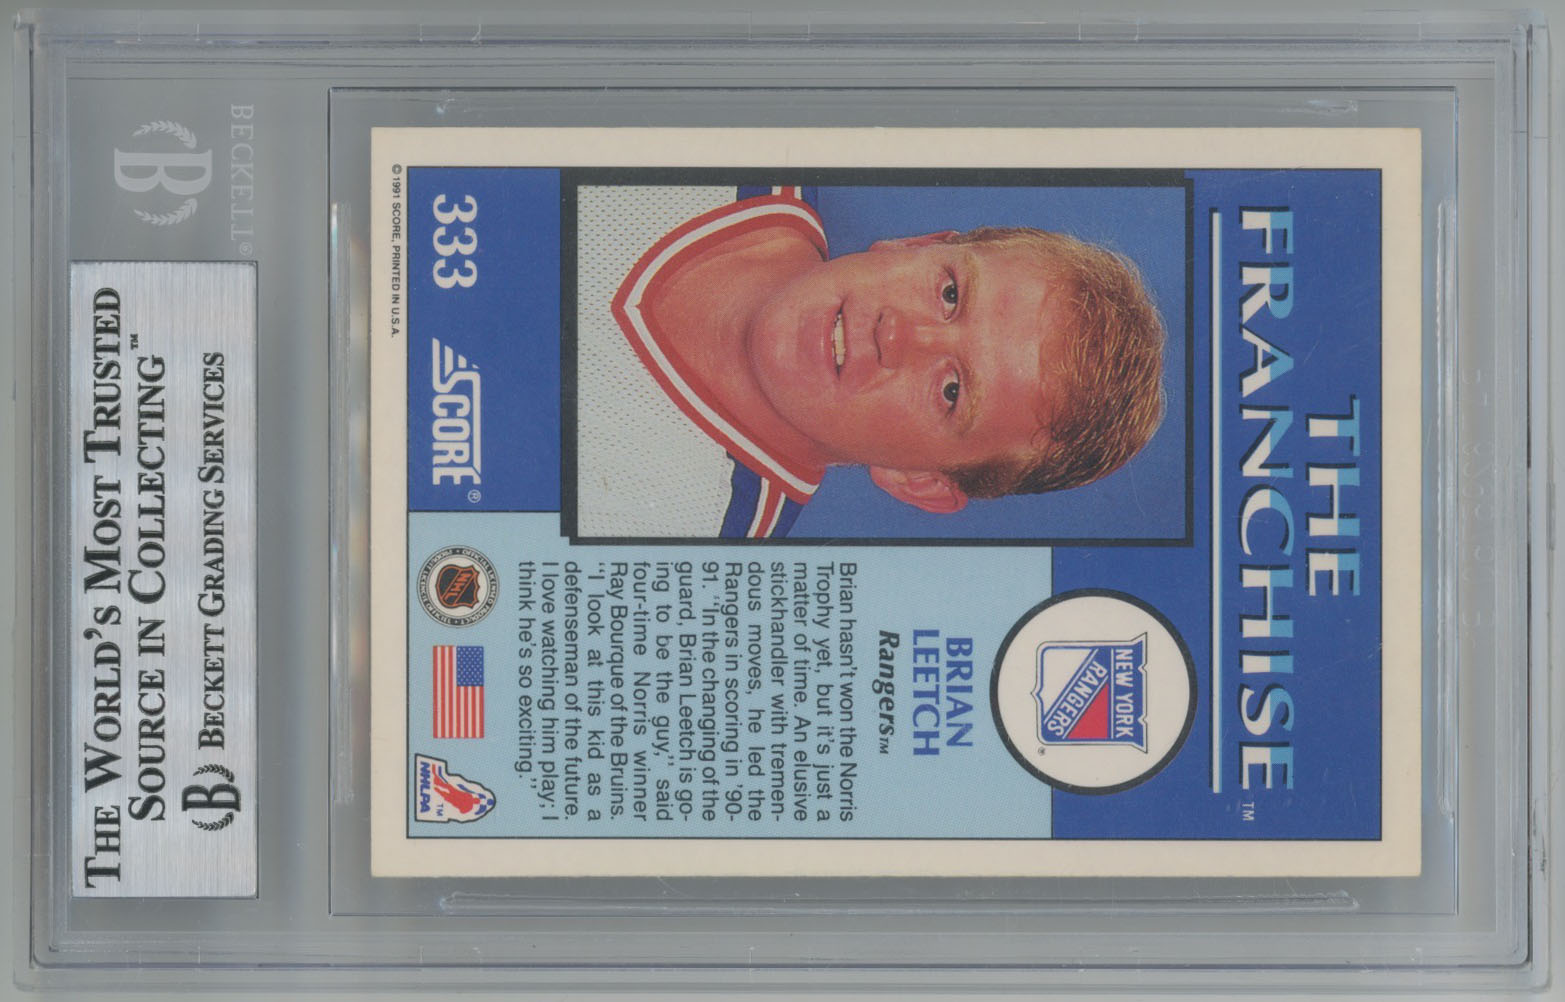 THE
FRANCHISE™
NEW YORK
RANGERS
®
BRIAN
LEETCH
Rangers™
Brian hasn't won the Norris
Trophy yet, but it's just a
matter of time. An elusive
stickhandler with tremen-
dous moves, he led the
Rangers in scoring in '90-
91. "In the changing of the
guard, Brian Leetch is go-
ing to be the guy," said
four-time Norris winner
Ray Bourque of the Bruins.
"I look at this kid as a
defenseman of the future.
I love watching him play; I
think he's so exciting."
333
SCORE®
NHL
NHLPA™
© 1991 SCORE, PRINTED IN U.S.A.
BECKETT®
B
THE WORLD'S MOST TRUSTED
SOURCE IN COLLECTING™
B BECKETT GRADING SERVICES